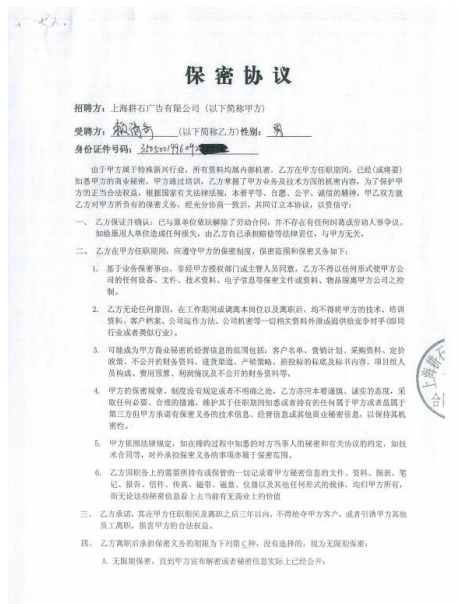 保密协议
招聘方：上海耕石广告有限公司（以下简称甲方）
受聘方： （以下简称乙方）性别：男
身份证件号码：350500199609
由于甲方属于特殊新兴行业，所有资料均属内部机密，乙方在甲方任职期间，已经(或将要)
知悉甲方的商业秘密，甲方通过培训，乙方掌握了甲方业务及技术方面的机密内容，为了保护甲
方的正当合法权益，根据国家有关法律法规，本着平等、自愿、公平、诚信的精神，甲乙双方就
乙方对甲方所负有的保密义务，经充分协商一致后，共同订立本协议，以资信守：
一、 乙方保证并确认：已与原单位依法解除了劳动合同，并不存在有任何纠葛或劳动人事争议，
如给原用人单位造成任何损失，由乙方自己承担赔偿等法律责任，与甲方无关。
二、 乙方在甲方任职期间，应遵守甲方的保密制度，保密范围和保密义务如下：
1. 基于业务保密事由，非经甲方授权部门或主管人员同意，乙方不得以任何形式使甲方公
司的任何设备、文件、技术资料、电子信息等保密文件或资料、物品脱离甲方公司之控
制。
2. 乙方无论任何原因，在工作期间或调离本岗位以及离职后，均不得将甲方的技术、培训
资料、客户档案、公司运作方法、公司机密等一切相关资料外泄或提供给竞争对手(即同
行业或者类似行业)。
3. 可能成为甲方商业秘密的经营信息的范围包括：客户名单、营销计划、采购资料、定价
政策、不公开的财务资料、进货渠道、产销策略、招投标的标底及标书内容、项目组人
员构成、费用预算、利润情况及不公开的财务资料等等。
4. 甲方的保密规章、制度没有规定或者不明确之处，乙方亦应本着谨慎、诚实的态度，采
取任何必要、合理的措施，维护其于任职期间知悉或者持有的任何属于甲方或者虽属于
第三方但甲方承诺有保密义务的技术信息、经营信息或其他商业秘密信息，以保持其机
密性。
5. 甲方依照法律规定，如在缔约过程中知悉的对方当事人的秘密和有关协议的约定，如技
术合同等，对外承担保密义务的事项亦属于保密范围。
6. 乙方因职务上的需要所持有或保管的一切记录着甲方秘密信息的文件、资料、图表、笔
记、报告、信件、传真、磁带、磁盘、仪器以及其他任何形式的载体，均归甲方所有，
而无论这些秘密信息看上去当前有无商业上的价值
三、 乙方承诺，其在甲方任职期间及离职之后三年以内，不得抢夺甲方客户，或者引诱甲方其他
员工离职，损害甲方的合法权益。
四、 乙方离职后承担保密义务的期限为下列第C种，没有选择的，视为无限期保密：
A. 无限期保密，直到甲方宣布解密或者秘密信息实际上已经公开；
上海耕石
合